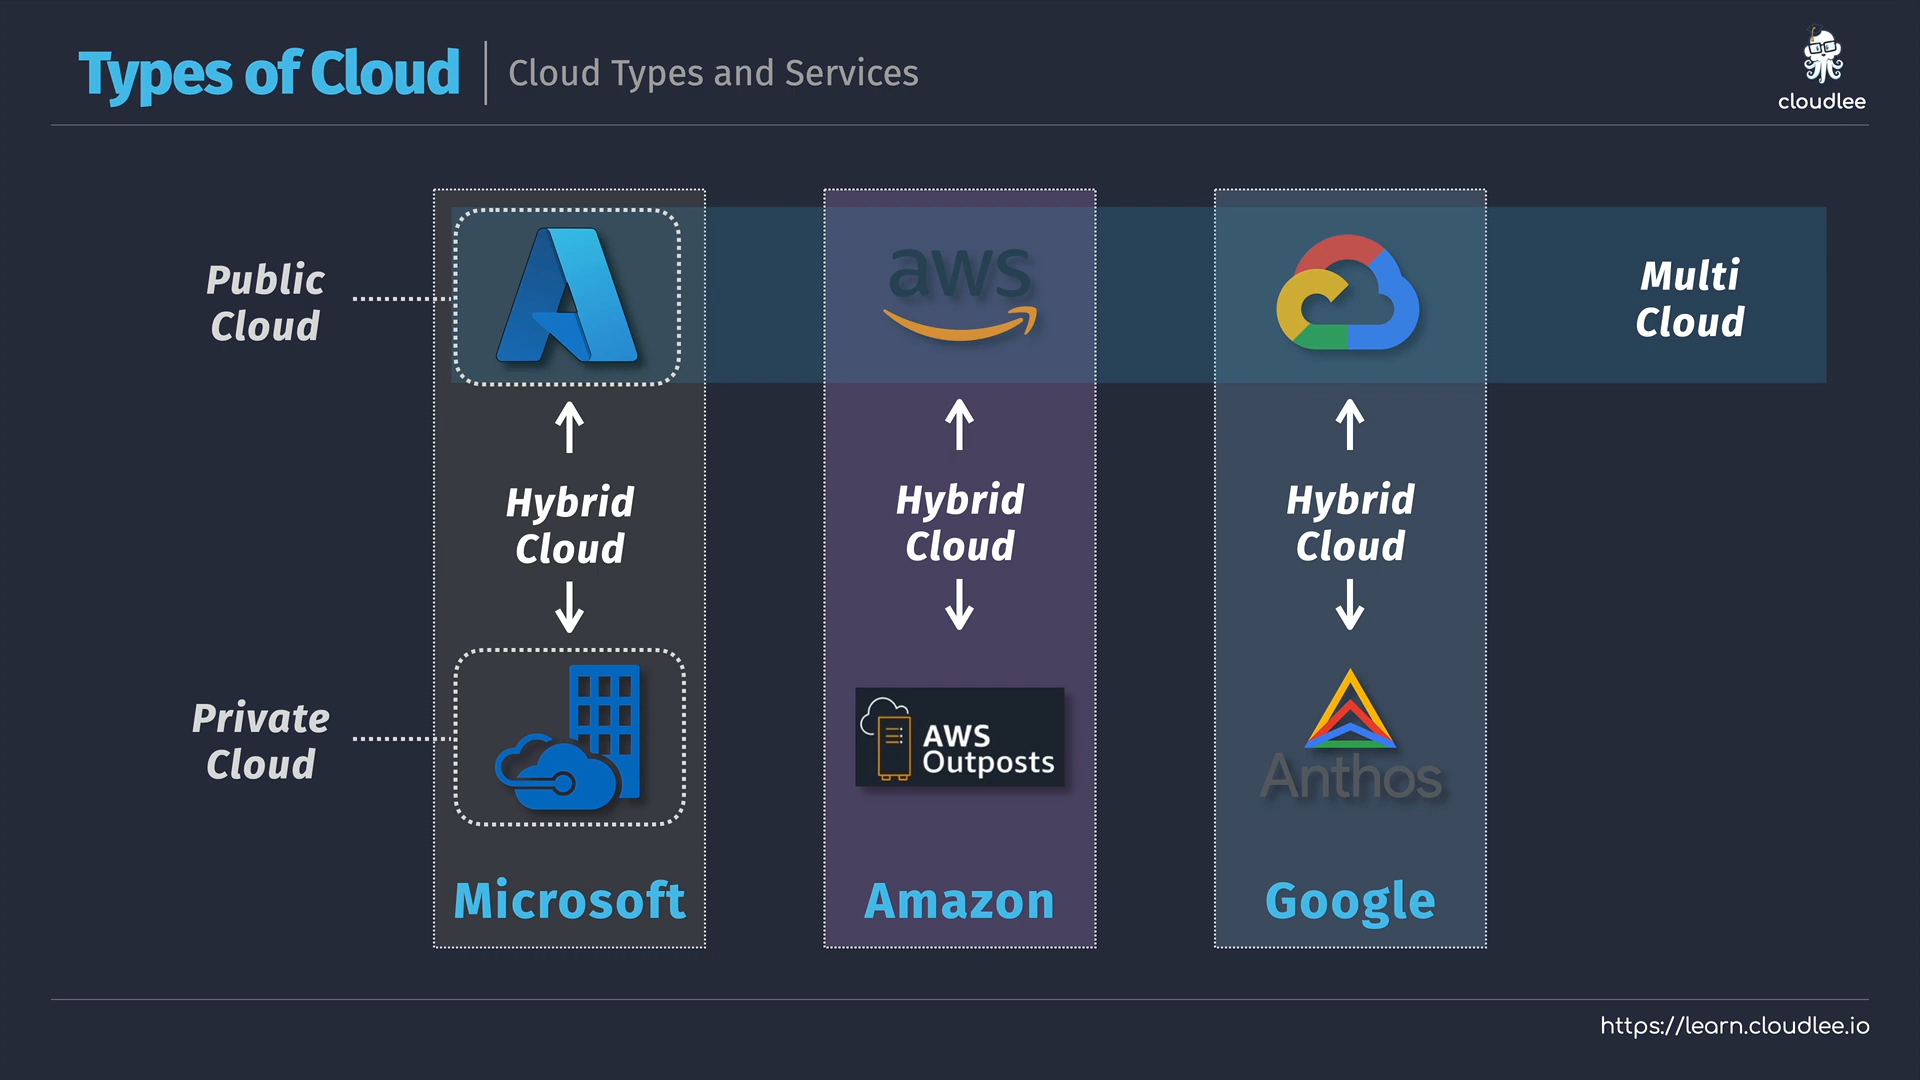 Types of Cloud
Cloud Types and Services
cloudlee
Public
Cloud
aws
Multi
Cloud
Hybrid
Cloud
Hybrid
Cloud
Hybrid
Cloud
Private
Cloud
AWS
Outposts
Anthos
Microsoft
Amazon
Google
https://learn.cloudlee.io